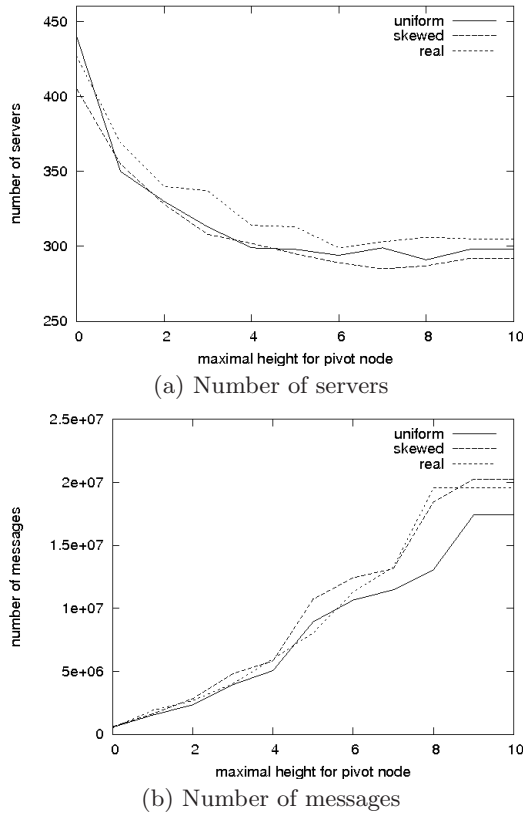 450
400
350
300
250
number of servers
uniform
skewed
real
0 2 4 6 8 10
maximal height for pivot node
(a) Number of servers
2.5e+07
2e+07
1.5e+07
1e+07
5e+06
0
number of messages
uniform
skewed
real
0 2 4 6 8 10
maximal height for pivot node
(b) Number of messages